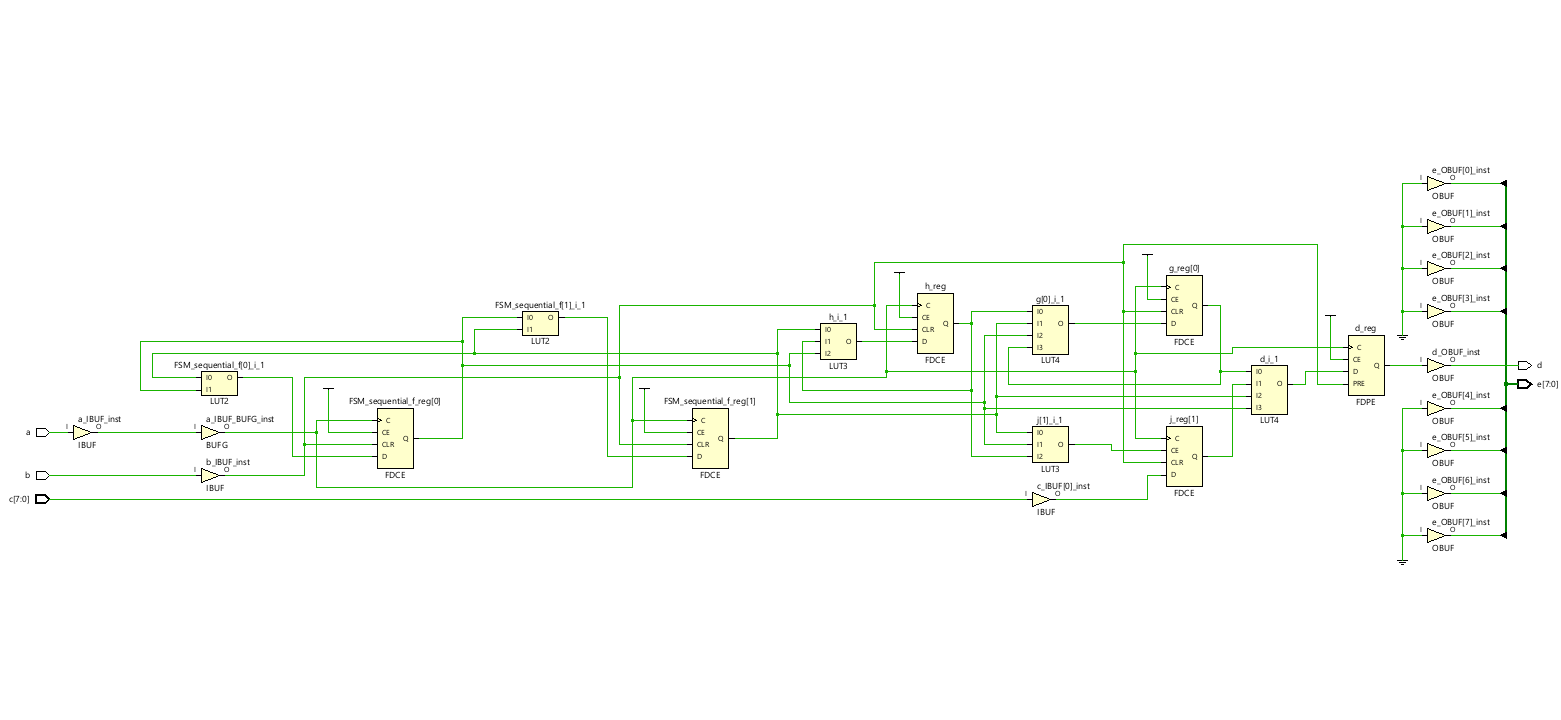 e_OBUF[0]_inst
I O
OBUF
e_OBUF[1]_inst
I O
OBUF
e_OBUF[2]_inst
I O
OBUF
e_OBUF[3]_inst
I O
OBUF
g_reg[0]
C
CE
CLR
D
Q
FDCE
h_reg
C
CE
CLR
D
Q
FDCE
g[0]_i_1
I0
I1
I2
I3
O
LUT4
FSM_sequential_f[1]_i_1
I0 O
I1
LUT2
h_i_1
I0
I1
I2
O
LUT3
d_reg
C
CE
D
PRE
Q
FDPE
d_i_1
I0
I1
I2
I3
O
LUT4
d_OBUF_inst
I O
OBUF
d
e[7:0]
FSM_sequential_f[0]_i_1
I0 O
I1
LUT2
FSM_sequential_f_reg[0]
C
CE
CLR
D
Q
FDCE
FSM_sequential_f_reg[1]
C
CE
CLR
D
Q
FDCE
e_OBUF[4]_inst
I O
OBUF
a
a_IBUF_inst
I O
IBUF
a_IBUF_BUFG_inst
I O
BUFG
j[1]_i_1
I0
I1
I2
O
LUT3
j_reg[1]
C
CE
CLR
D
Q
FDCE
e_OBUF[5]_inst
I O
OBUF
b
b_IBUF_inst
I O
IBUF
c[7:0]
c_IBUF[0]_inst
I O
IBUF
e_OBUF[6]_inst
I O
OBUF
e_OBUF[7]_inst
I O
OBUF